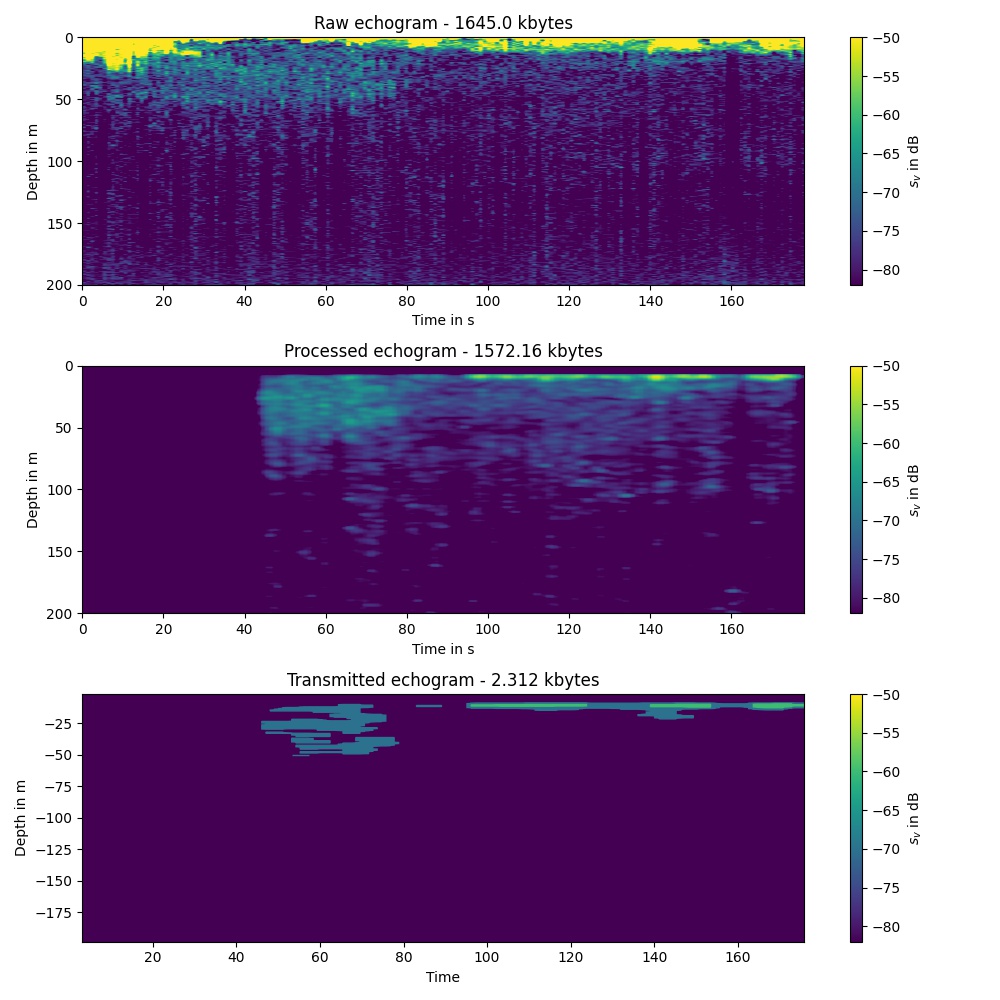 Raw echogram - 1645.0 kbytes
0
50
100
150
200
Depth in m
0 20 40 60 80 100 120 140 160
Time in s
−50
−55
−60
−65
−70
−75
−80
sv in dB
Processed echogram - 1572.16 kbytes
0
50
100
150
200
Depth in m
0 20 40 60 80 100 120 140 160
Time in s
−50
−55
−60
−65
−70
−75
−80
sv in dB
Transmitted echogram - 2.312 kbytes
−25
−50
−75
−100
−125
−150
−175
Depth in m
20 40 60 80 100 120 140 160
Time
−50
−55
−60
−65
−70
−75
−80
sv in dB